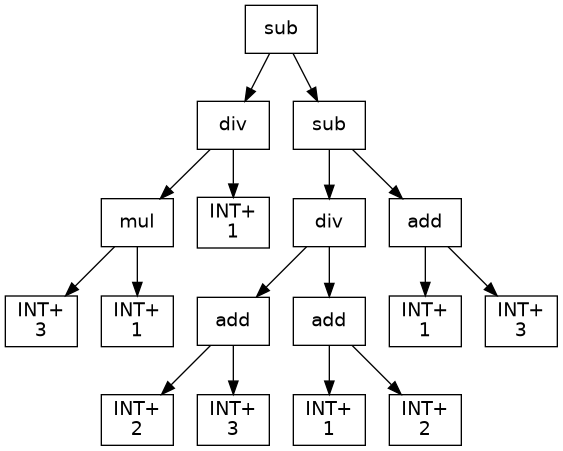 sub
div
sub
mul
INT+
1
div
add
INT+
3
INT+
1
add
add
INT+
1
INT+
3
INT+
2
INT+
3
INT+
1
INT+
2